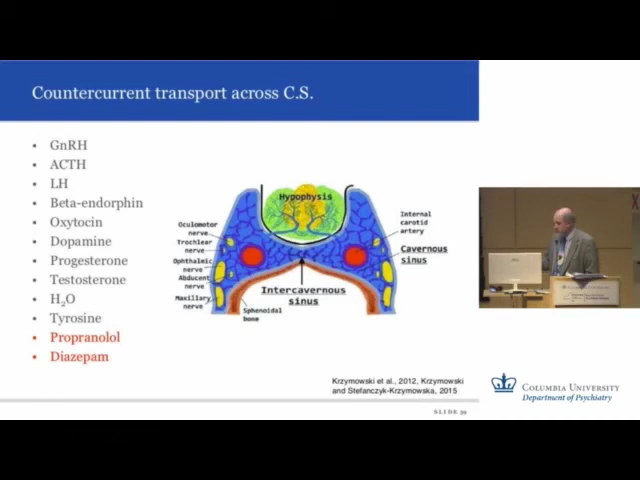 Countercurrent transport across C.S.
• GnRH
• ACTH
• LH
• Beta-endorphin
• Oxytocin
• Dopamine
• Progesterone
• Testosterone
• H₂O
• Tyrosine
• Propranolol
• Diazepam
Hypophysis
Oculomotor
nerve
Trochlear
nerve
Ophthalmic
nerve
Abducent
nerve
Maxillary
nerve
Sphenoidal
bone
Intercavernous
sinus
Internal
carotid
artery
Cavernous
sinus
Krzymowski et al., 2012, Krzymowski
and Stefanczyk-Krzymowska, 2015
SLIDE 39
COLUMBIA UNIVERSITY
Department of Psychiatry